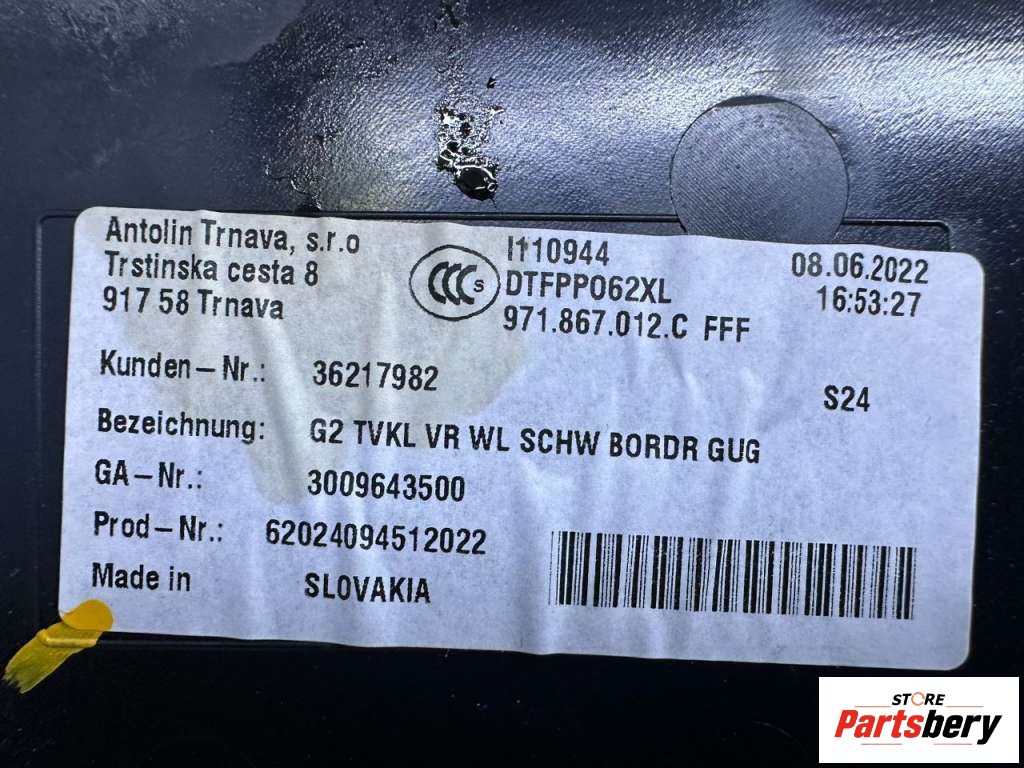 Antolin Trnava, s.r.o
Trstinska cesta 8
917 58 Trnava
CCC S
I110944
DTFPP062XL
971.867.012.C FFF
08.06.2022
16:53:27
Kunden-Nr.: 36217982
S24
Bezeichnung: G2 TVKL VR WL SCHW BORDR GUG
GA-Nr.: 3009643500
Prod-Nr.: 62024094512022
Made in SLOVAKIA
STORE
Partsbery